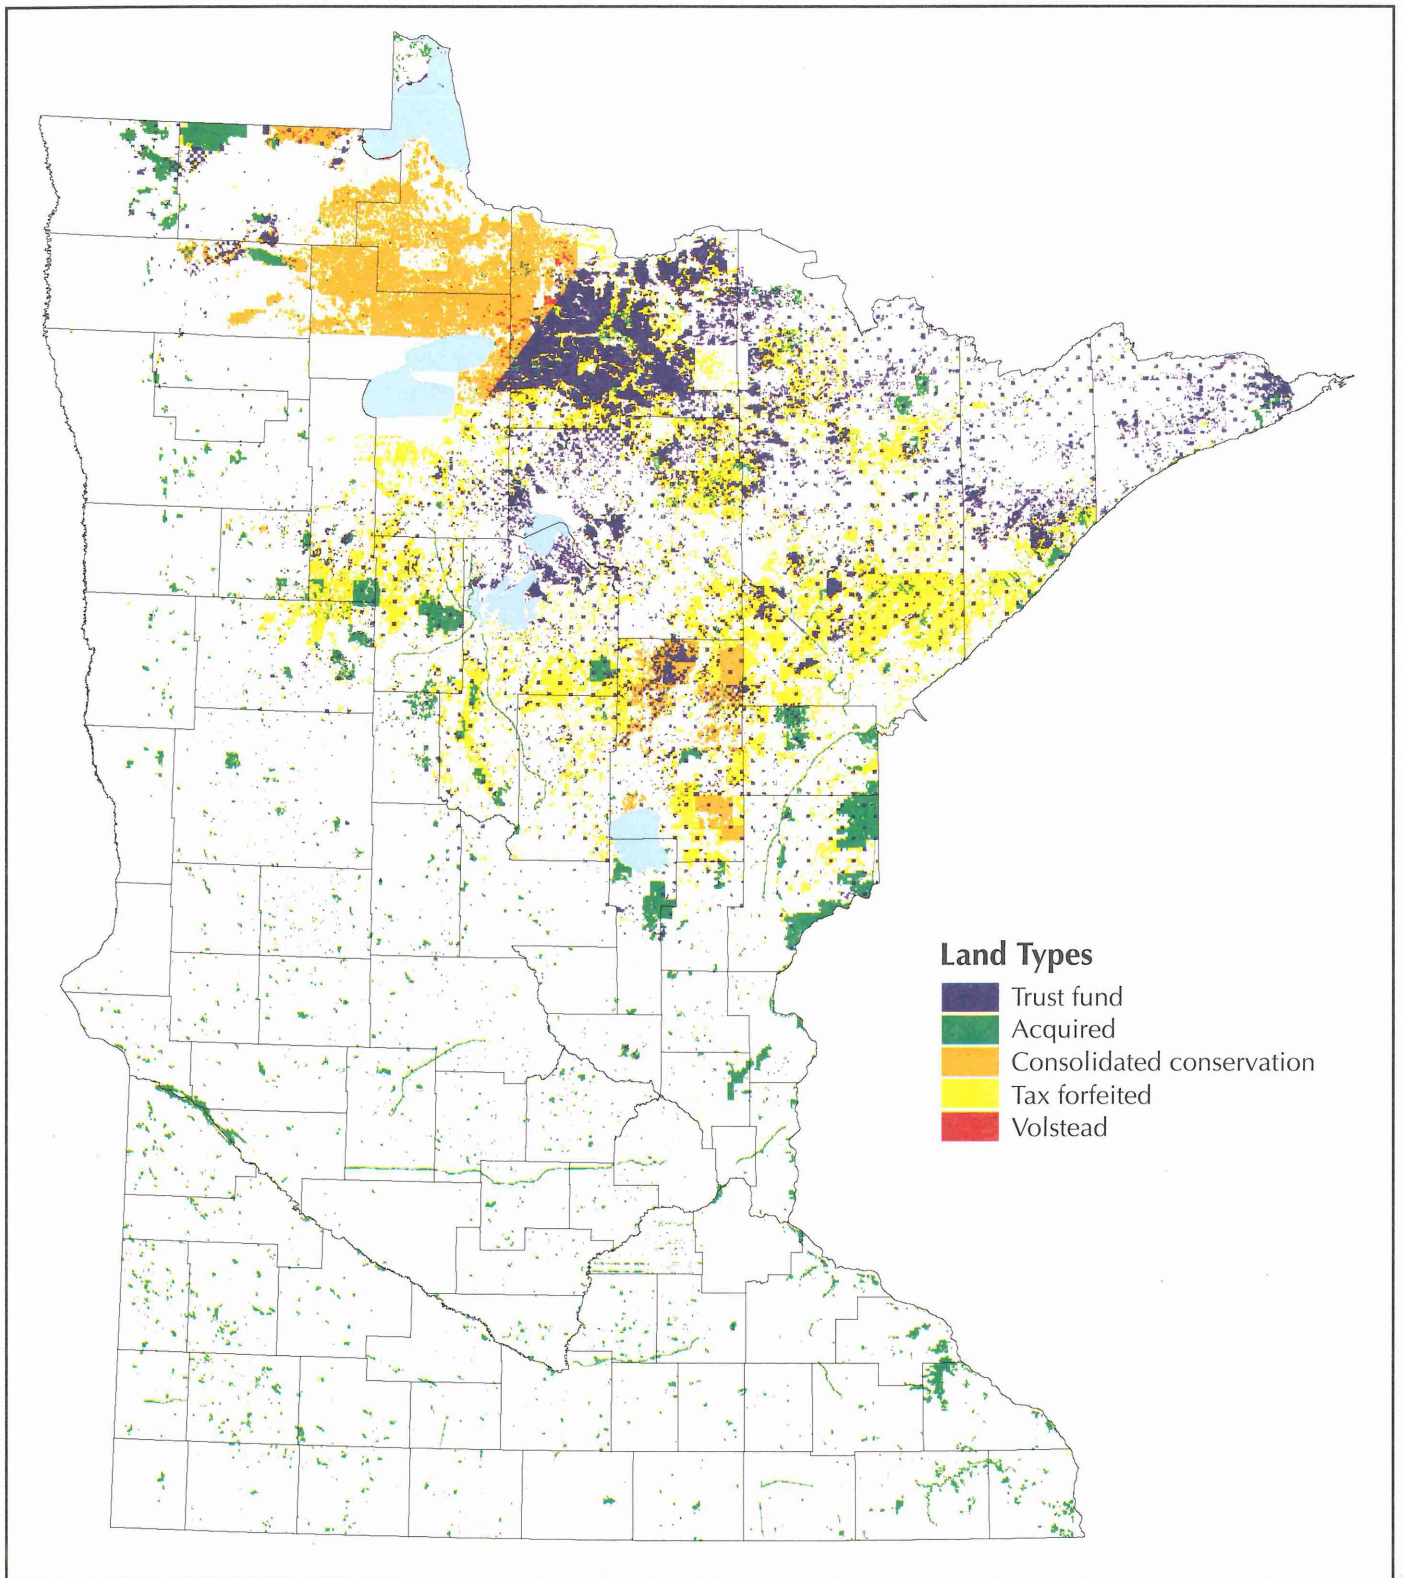 Land Types
Trust fund
Acquired
Consolidated conservation
Tax forfeited
Volstead